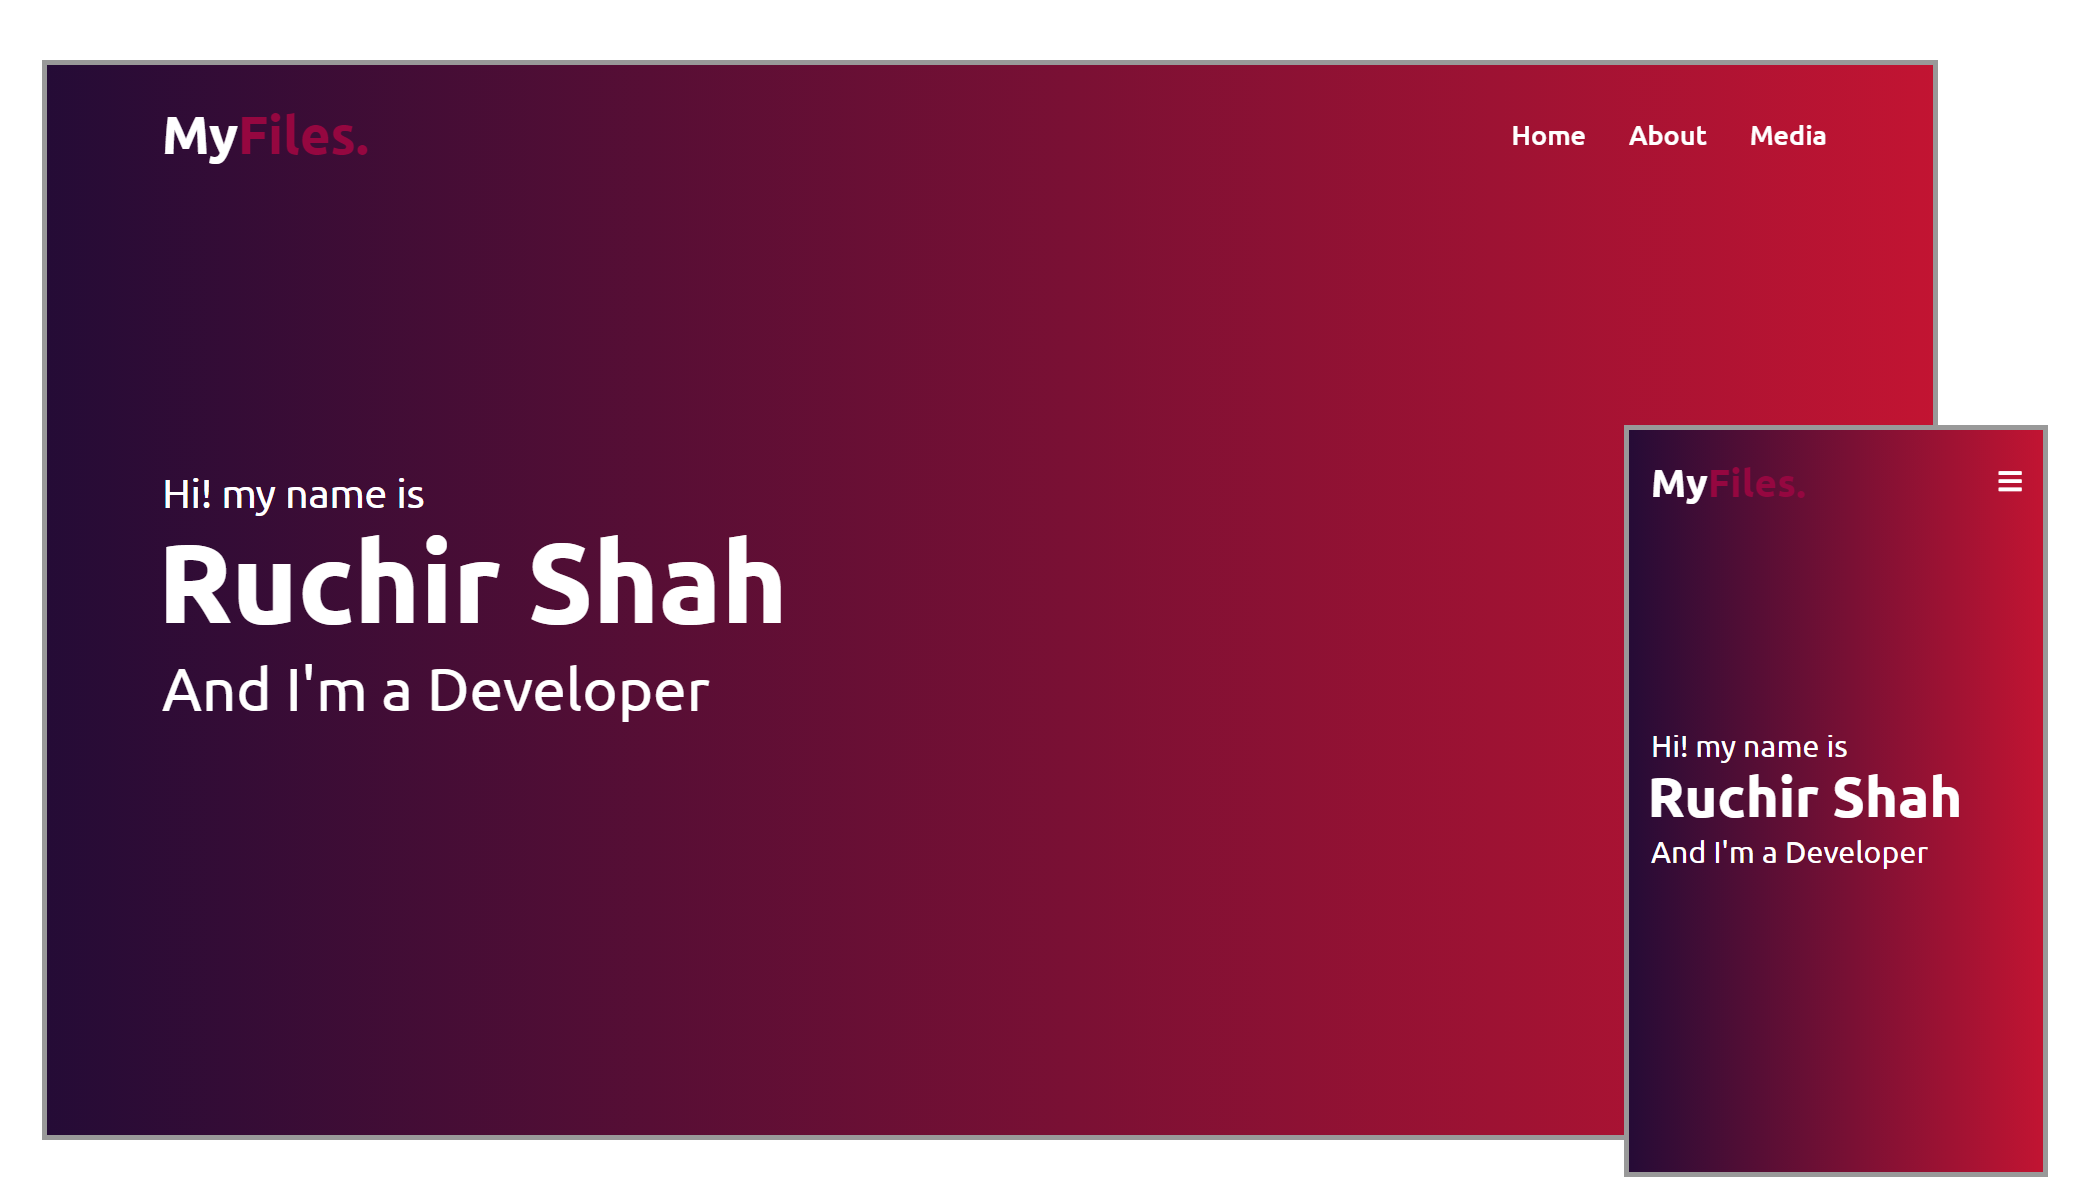 MyFiles.
Home About Media
Hi! my name is
Ruchir Shah
And I'm a Developer
MyFiles.
Hi! my name is
Ruchir Shah
And I'm a Developer